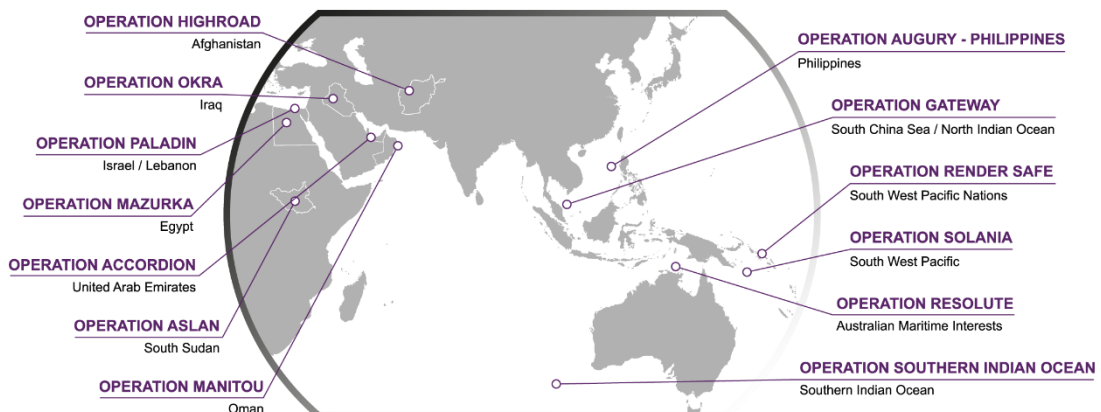 OPERATION HIGHROAD
Afghanistan
OPERATION OKRA
Iraq
OPERATION PALADIN
Israel / Lebanon
OPERATION MAZURKA
Egypt
OPERATION ACCORDION
United Arab Emirates
OPERATION ASLAN
South Sudan
OPERATION MANITOU
Oman
OPERATION AUGURY - PHILIPPINES
Philippines
OPERATION GATEWAY
South China Sea / North Indian Ocean
OPERATION RENDER SAFE
South West Pacific Nations
OPERATION SOLANIA
South West Pacific
OPERATION RESOLUTE
Australian Maritime Interests
OPERATION SOUTHERN INDIAN OCEAN
Southern Indian Ocean